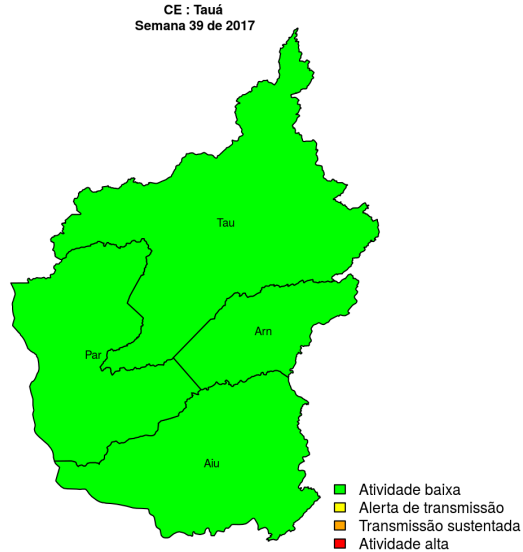 CE : Tauá
Semana 39 de 2017
Tau
Arn
Par
Aiu
Atividade baixa
Alerta de transmissão
Transmissão sustentada
Atividade alta